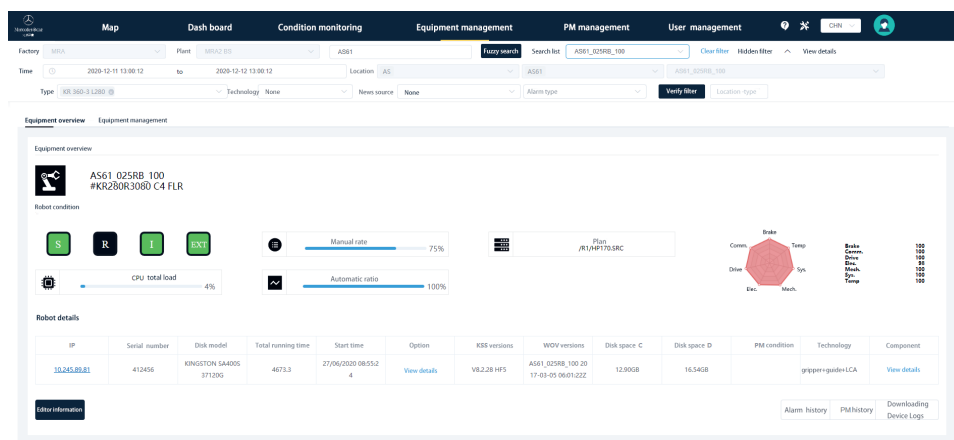 Map Dash board Condition monitoring Equipment management PM management User management CHN
Factory MRA Plant MRA2 BS AS61 Fuzzy search Search list AS61_025RB_100 Clear filter Hidden filter View details
Time 2020-12-11 13:00:12 to 2020-12-12 13:00:12 Location AS AS61 AS61_025RB_100
Type KR 360-3 L280 Technology None News source None Alarm type Verify filter Location -type
Equipment overview Equipment management
Equipment overview
AS61_025RB_100
#KR280R3080 C4 FLR
Robot condition
S R I EXT
Manual rate 75%
Plan
/R1/HP170.SRC
CPU total load 4%
Automatic ratio 100%
Brake
Comm. Temp
Drive Sys.
Elec. Mech.
Brake 100
Comm. 100
Drive 100
Elec.
Mech. 100
Sys. 100
Temp 100
Robot details
IP Serial number Disk model Total running time Start time Option KSS versions WOV versions Disk space C Disk space D PM condition Technology Component
10.245.89.81 412456 KINGSTON SA400S 37120G 4673.3 27/06/2020 08:55:2 4 View details V8.2.28 HF5 AS61_025RB_100 20 17-03-05 06:01:22Z 12.90GB 16.54GB gripper+guide+LCA View details
Editor information
Alarm history PM history Downloading
Device Logs